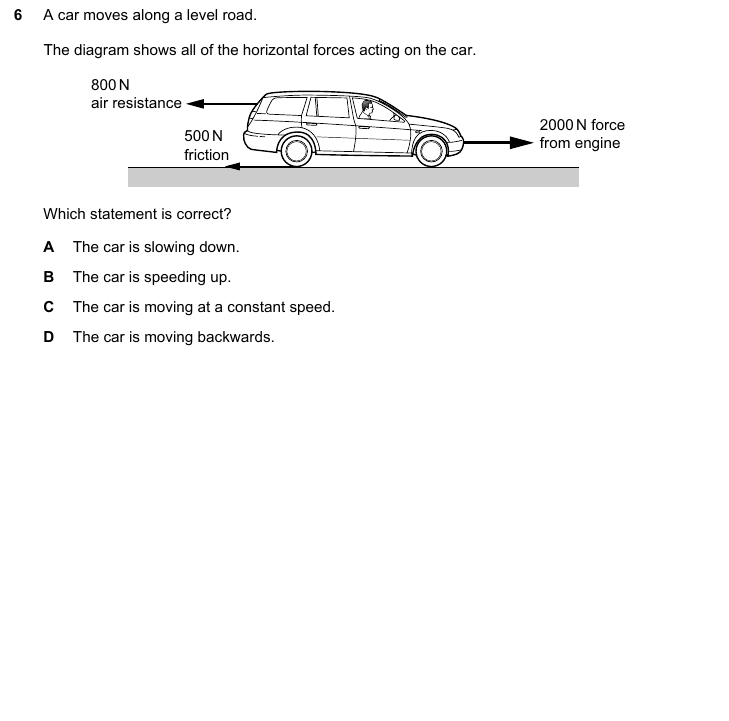 6 A car moves along a level road.
The diagram shows all of the horizontal forces acting on the car.
800 N
air resistance
500 N
friction
2000 N force
from engine
Which statement is correct?
A The car is slowing down.
B The car is speeding up.
C The car is moving at a constant speed.
D The car is moving backwards.